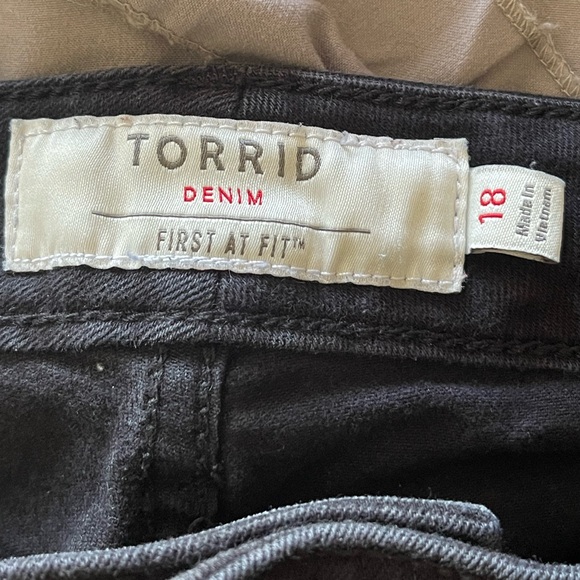 TORRID
DENIM
FIRST AT FIT™
18
Made In
Vietnam